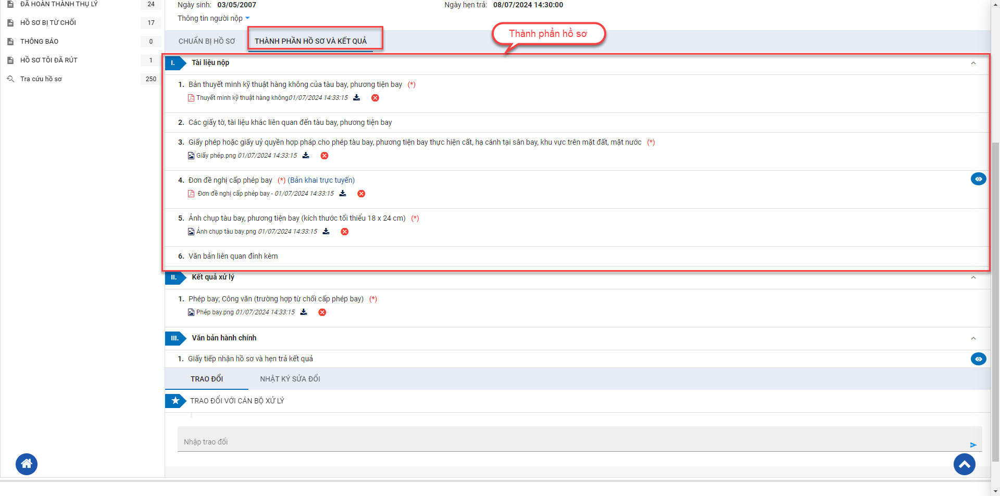 ĐÃ HOÀN THÀNH THỤ LÝ 24
HỒ SƠ BỊ TỪ CHỐI 17
THÔNG BÁO 0
HỒ SƠ TÔI ĐÃ RÚT 1
Tra cứu hồ sơ 250
Ngày sinh: 03/05/2007 Ngày hẹn trả: 08/07/2024 14:30:00
Thông tin người nộp
Thành phần hồ sơ
CHUẨN BỊ HỒ SƠ THÀNH PHẦN HỒ SƠ VÀ KẾT QUẢ
I. Tài liệu nộp
1. Bản thuyết minh kỹ thuật hàng không của tàu bay, phương tiện bay (*)
Thuyết minh kỹ thuật hàng không01/07/2024 14:33:15
2. Các giấy tờ, tài liệu khác liên quan đến tàu bay, phương tiện bay
3. Giấy phép hoặc giấy uỷ quyền hợp pháp cho phép tàu bay, phương tiện bay thực hiện cất, hạ cánh tại sân bay, khu vực trên mặt đất, mặt nước (*)
Giấy phép.png 01/07/2024 14:33:15
4. Đơn đề nghị cấp phép bay (*) (Bản khai trực tuyến)
Đơn đề nghị cấp phép bay - 01/07/2024 14:33:15
5. Ảnh chụp tàu bay, phương tiện bay (kích thước tối thiểu 18 x 24 cm) (*)
Ảnh chụp tàu bay.png 01/07/2024 14:33:15
6. Văn bản liên quan đính kèm
II. Kết quả xử lý
1. Phép bay; Công văn (trường hợp từ chối cấp phép bay) (*)
Phép bay.png 01/07/2024 14:33:15
III. Văn bản hành chính
1. Giấy tiếp nhận hồ sơ và hẹn trả kết quả
TRAO ĐỔI NHẬT KÝ SỬA ĐỔI
TRAO ĐỔI VỚI CÁN BỘ XỬ LÝ
Nhập trao đổi